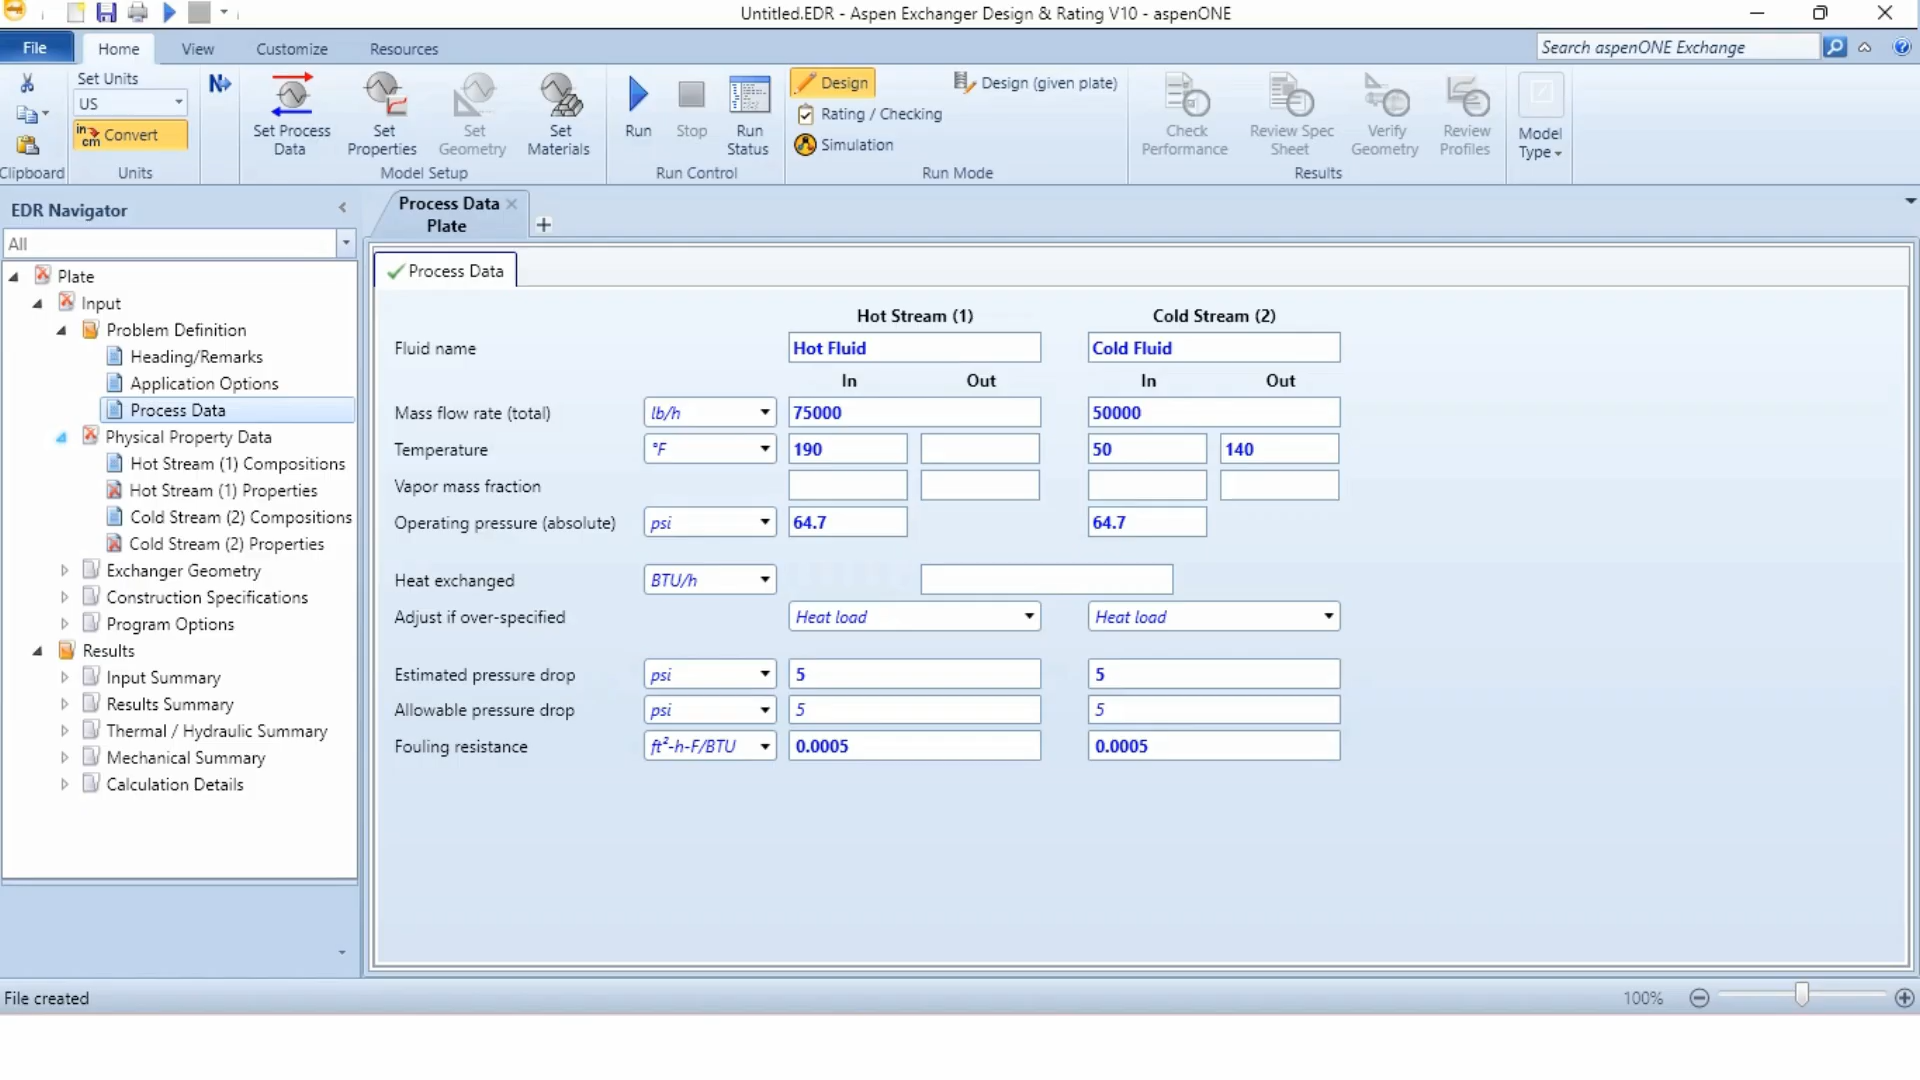 Untitled.EDR - Aspen Exchanger Design & Rating V10 - aspenONE
File
Home
View
Customize
Resources
Search aspenONE Exchange
Set Units
US
in
cm
Convert
Clipboard
Units
Set Process
Data
Set
Properties
Set
Geometry
Set
Materials
Model Setup
Run
Stop
Run
Status
Run Control
Design
Design (given plate)
Rating / Checking
Simulation
Run Mode
Check
Performance
Review Spec
Sheet
Verify
Geometry
Review
Profiles
Results
Model
Type
EDR Navigator
All
Plate
Input
Problem Definition
Heading/Remarks
Application Options
Process Data
Physical Property Data
Hot Stream (1) Compositions
Hot Stream (1) Properties
Cold Stream (2) Compositions
Cold Stream (2) Properties
Exchanger Geometry
Construction Specifications
Program Options
Results
Input Summary
Results Summary
Thermal / Hydraulic Summary
Mechanical Summary
Calculation Details
Process Data
Plate
Process Data
Hot Stream (1) Cold Stream (2)
Fluid name Hot Fluid Cold Fluid
In Out In Out
Mass flow rate (total) lb/h 75000 50000
Temperature °F 190 50 140
Vapor mass fraction
Operating pressure (absolute) psi 64.7 64.7
Heat exchanged BTU/h
Adjust if over-specified Heat load Heat load
Estimated pressure drop psi 5 5
Allowable pressure drop psi 5 5
Fouling resistance ft²-h-F/BTU 0.0005 0.0005
File created
100%